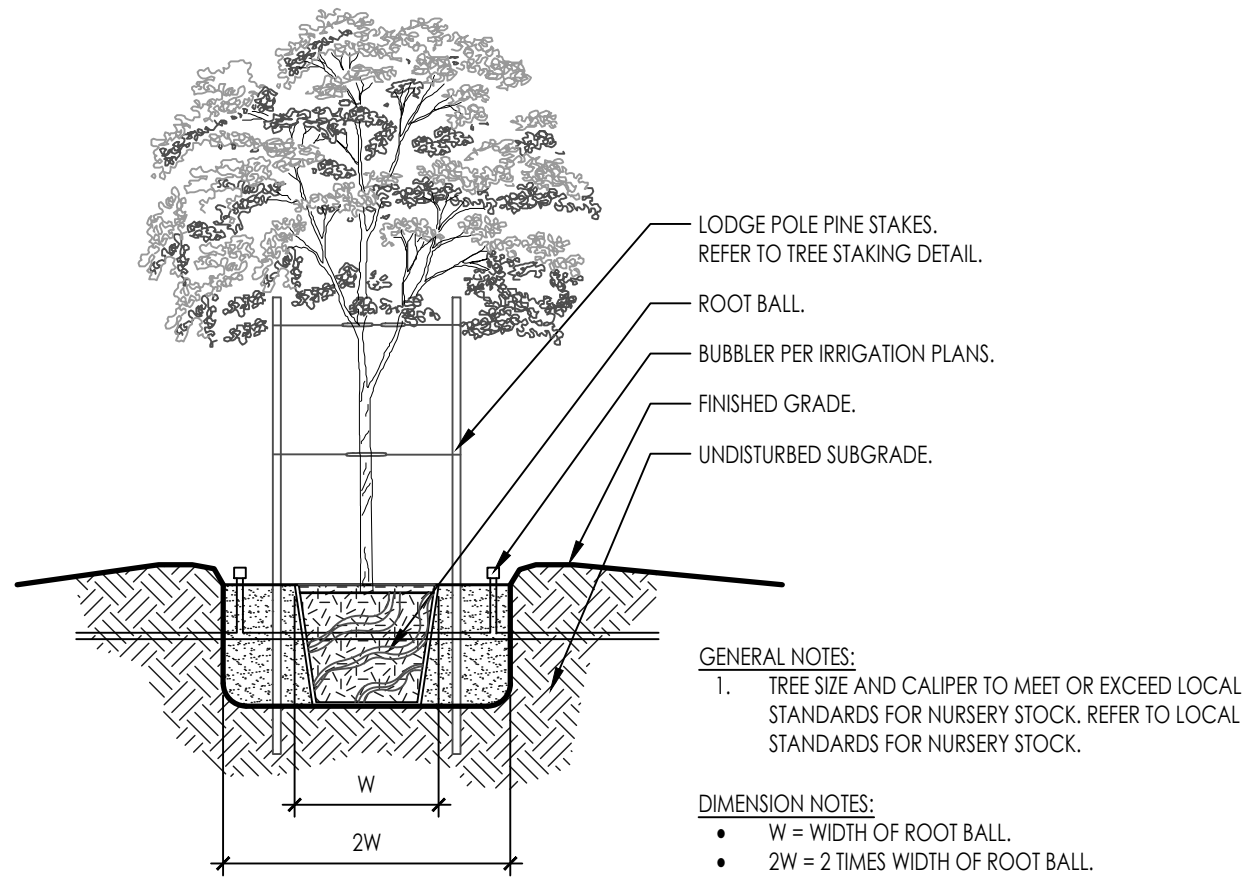 LODGE POLE PINE STAKES.
REFER TO TREE STAKING DETAIL.
ROOT BALL.
BUBBLER PER IRRIGATION PLANS.
FINISHED GRADE.
UNDISTURBED SUBGRADE.
W
2W
GENERAL NOTES:
1. TREE SIZE AND CALIPER TO MEET OR EXCEED LOCAL
STANDARDS FOR NURSERY STOCK. REFER TO LOCAL
STANDARDS FOR NURSERY STOCK.
DIMENSION NOTES:
• W = WIDTH OF ROOT BALL.
• 2W = 2 TIMES WIDTH OF ROOT BALL.